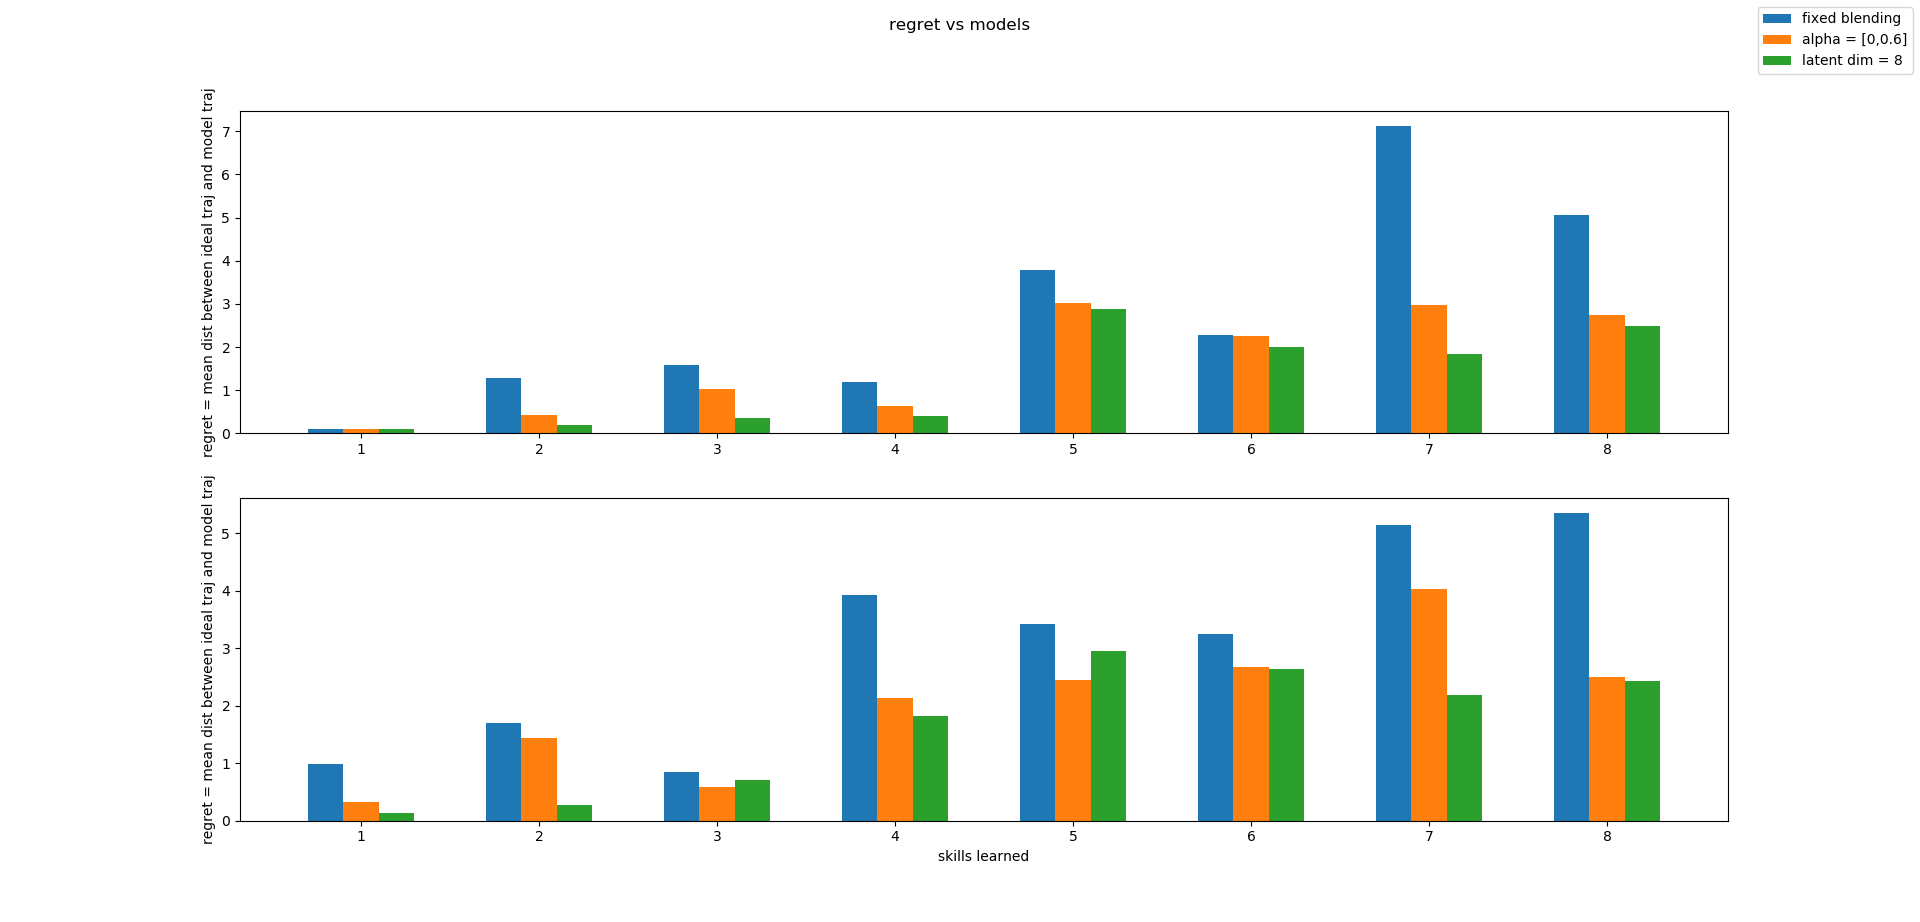 regret vs models
fixed blending
alpha = [0,0.6]
latent dim = 8
regret = mean dist between ideal traj and model traj
7
6
5
4
3
2
1
0
1 2 3 4 5 6 7 8
regret = mean dist between ideal traj and model traj
5
4
3
2
1
0
1 2 3 4 5 6 7 8
skills learned